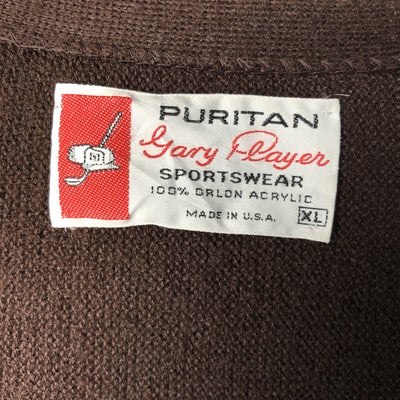 PURITAN
Gary Player
SPORTSWEAR
100% ORLON ACRYLIC
MADE IN U.S.A. XL